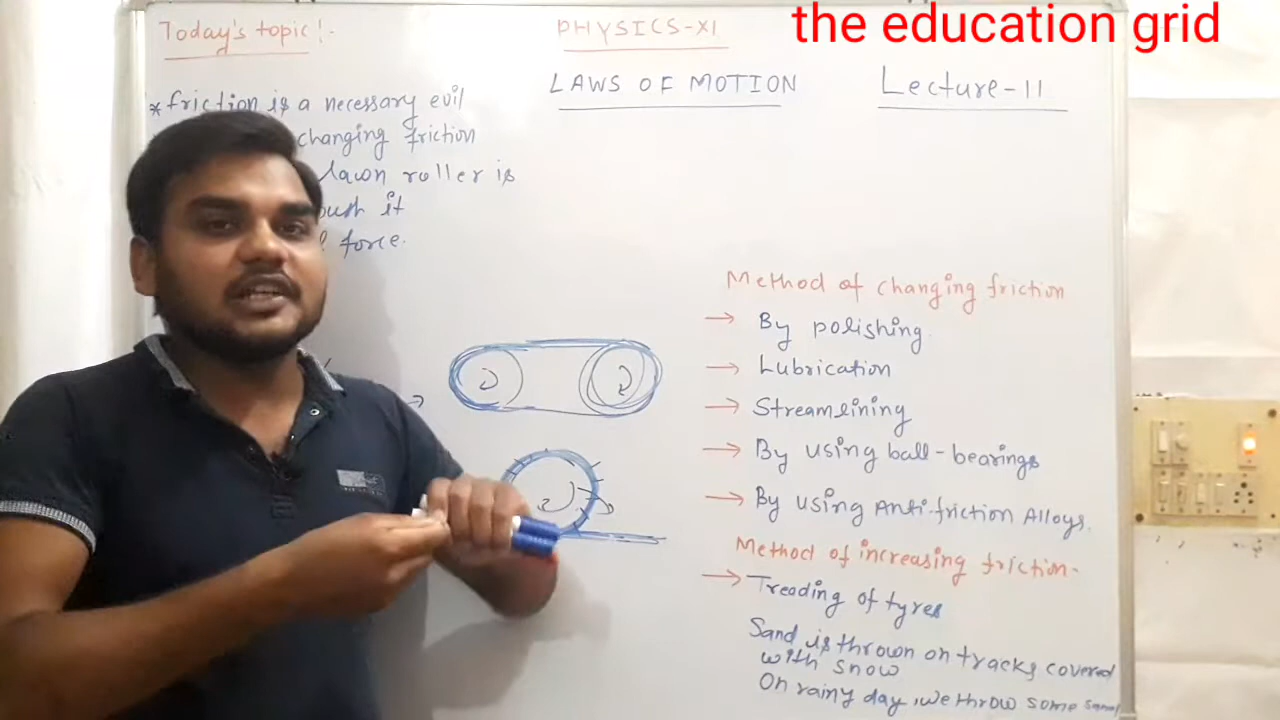 the education grid
Today's topic!-
PHYSICS-XI
LAWS OF MOTION
Lecture-11
*friction is a necessary evil
changing friction
lawn roller is
push it
force.
Method of changing friction
→ By polishing.
→ Lubrication
→ Streamlining
→ By using ball-bearings
→ By using Anti-friction Alloys.
Method of increasing friction-
→ Treading of tyres
Sand is thrown on tracks covered
with snow
On rainy day, we throw some sand